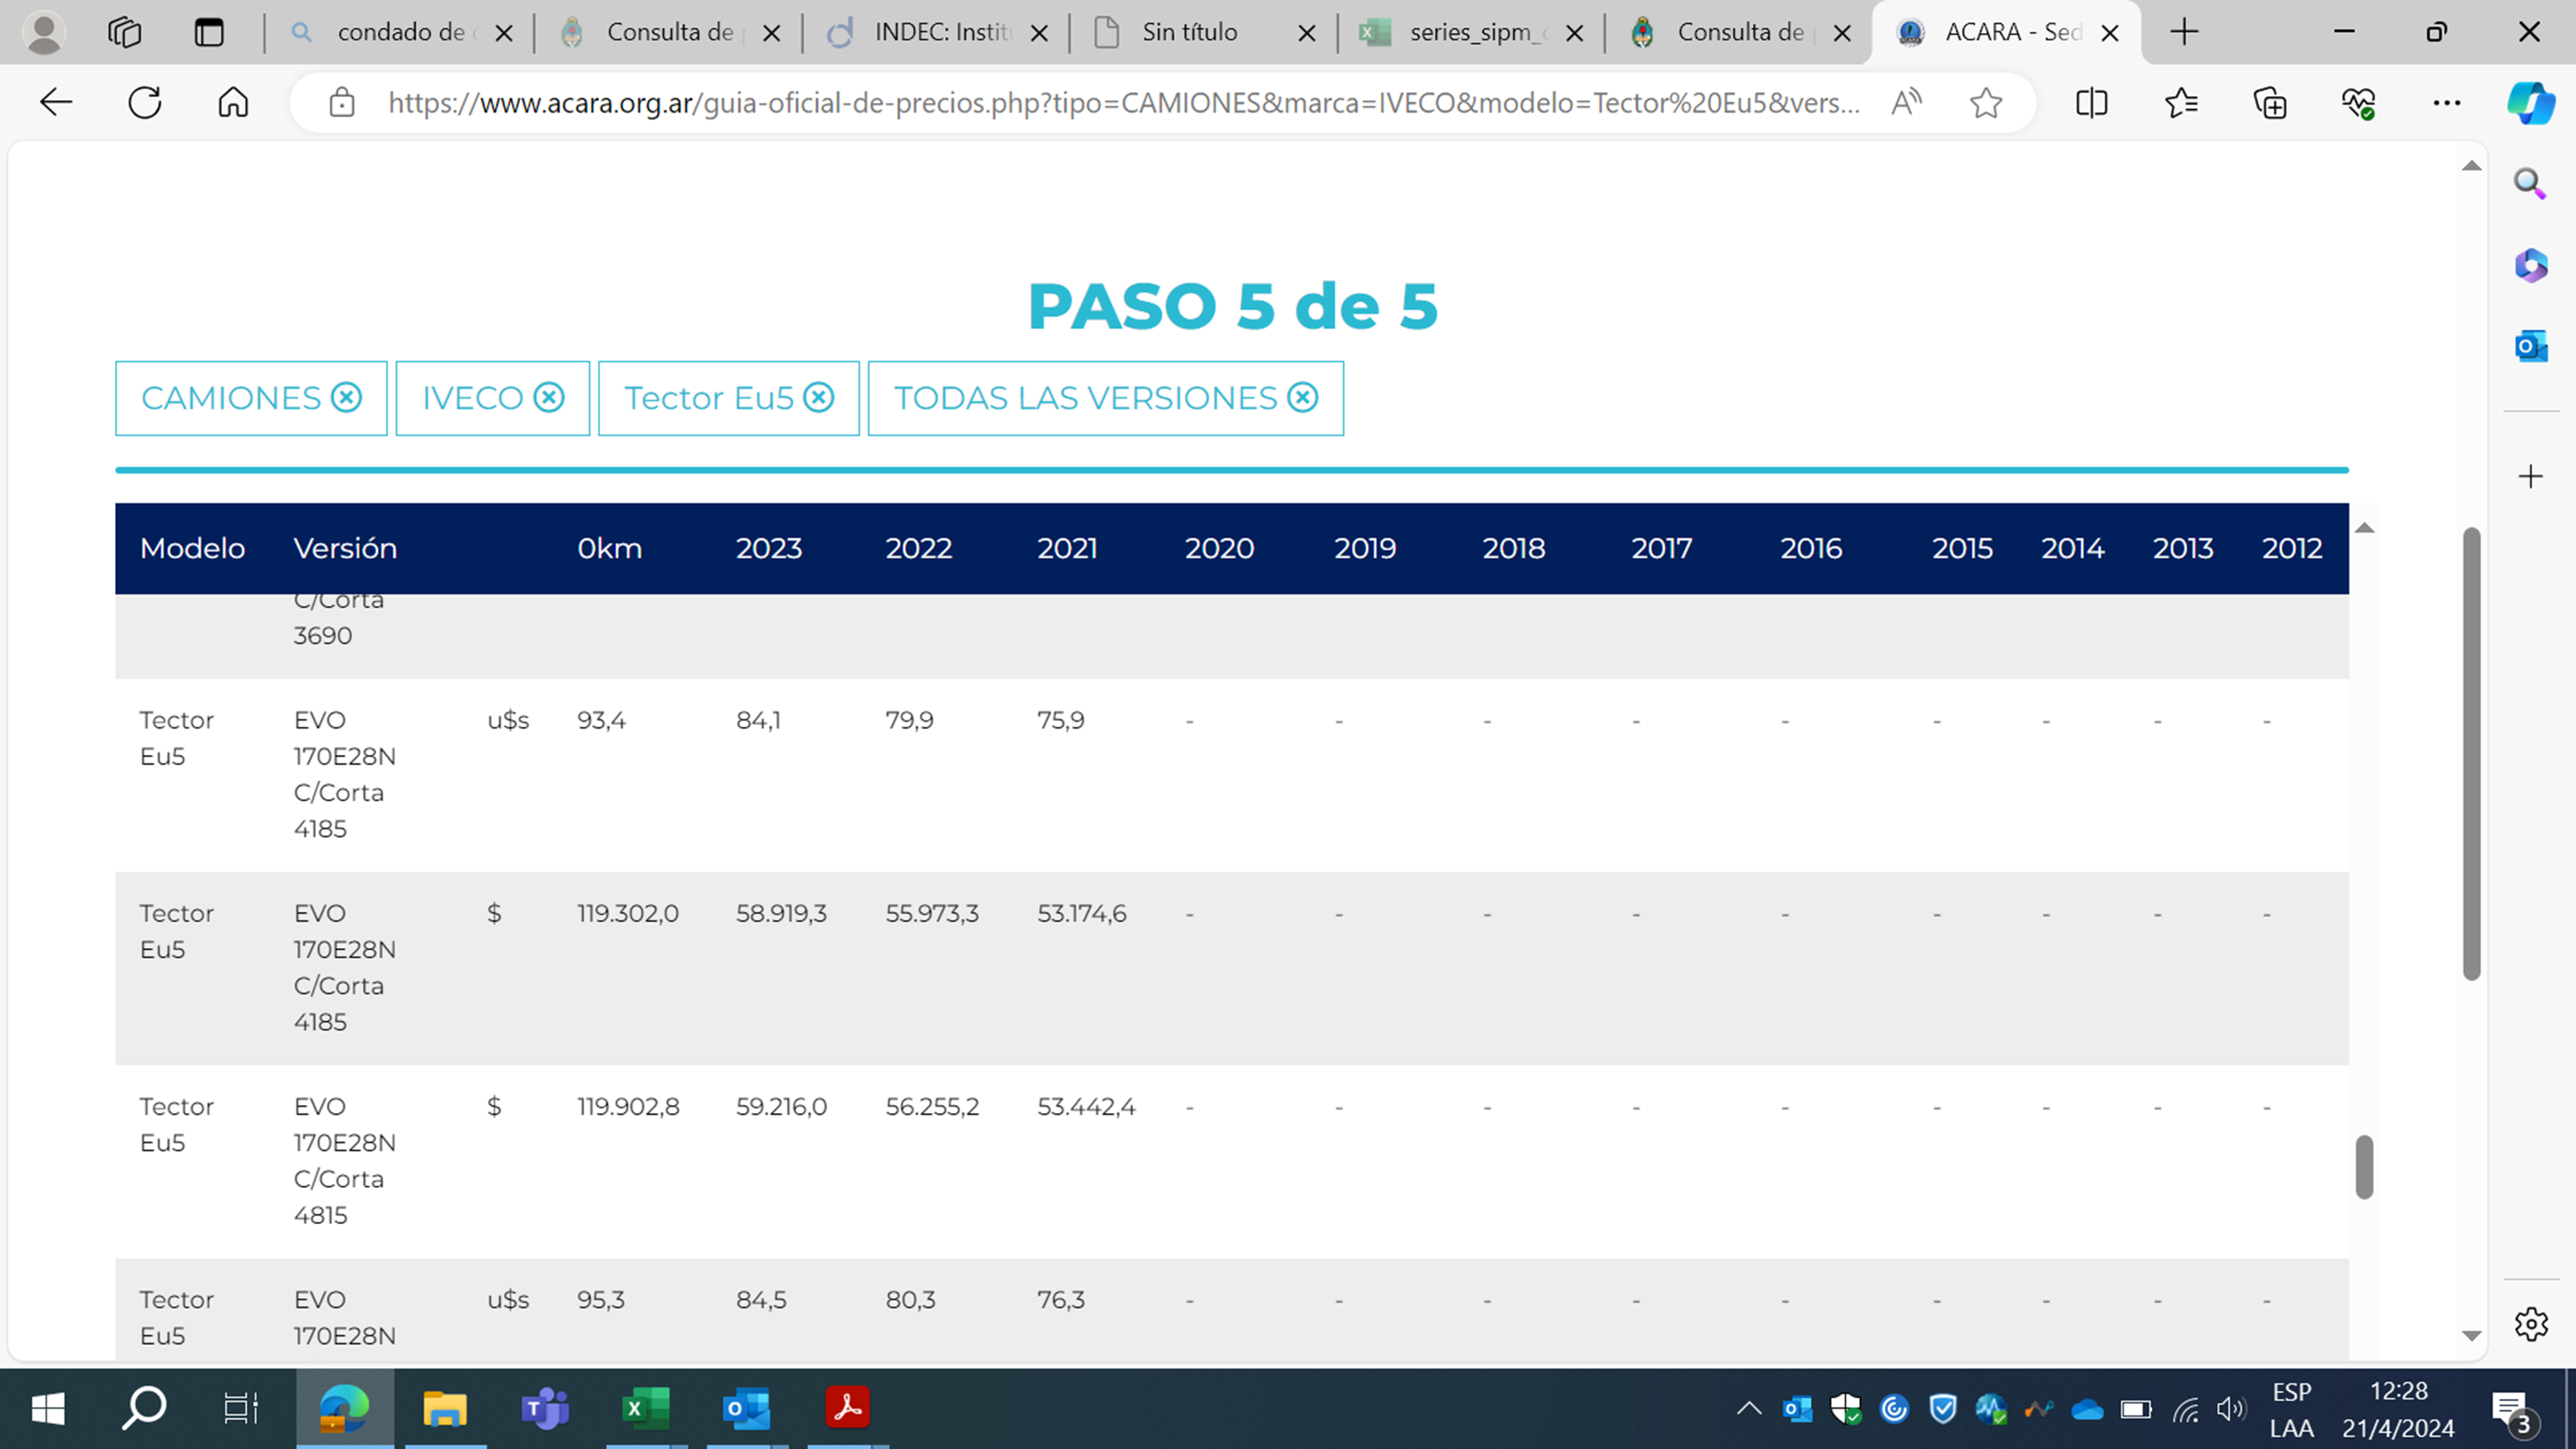 condado de
Consulta de
INDEC: Instit
Sin título
series_sipm_
Consulta de
ACARA - Sed
https://www.acara.org.ar/guia-oficial-de-precios.php?tipo=CAMIONES&marca=IVECO&modelo=Tector%20Eu5&vers...
PASO 5 de 5
CAMIONES IVECO Tector Eu5 TODAS LAS VERSIONES
Modelo Versión 0km 2023 2022 2021 2020 2019 2018 2017 2016 2015 2014 2013 2012
C/Corta
3690
Tector EVO u$s 93,4 84,1 79,9 75,9 - - - - - - - - -
Eu5 170E28N
C/Corta
4185
Tector EVO $ 119.302,0 58.919,3 55.973,3 53.174,6 - - - - - - - - -
Eu5 170E28N
C/Corta
4185
Tector EVO $ 119.902,8 59.216,0 56.255,2 53.442,4 - - - - - - - - -
Eu5 170E28N
C/Corta
4815
Tector EVO u$s 95,3 84,5 80,3 76,3 - - - - - - - - -
Eu5 170E28N
ESP 12:28
LAA 21/4/2024
3